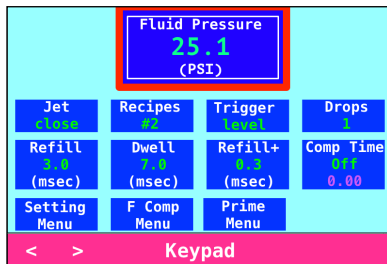 Fluid Pressure
25.1
(PSI)
Jet Recipes Trigger Drops
close #2 level 1
Refill Dwell Refill+ Comp Time
3.0 7.0 0.3 Off
(msec) (msec) (msec) 0.00
Setting F Comp Prime
Menu Menu Menu
< > Keypad